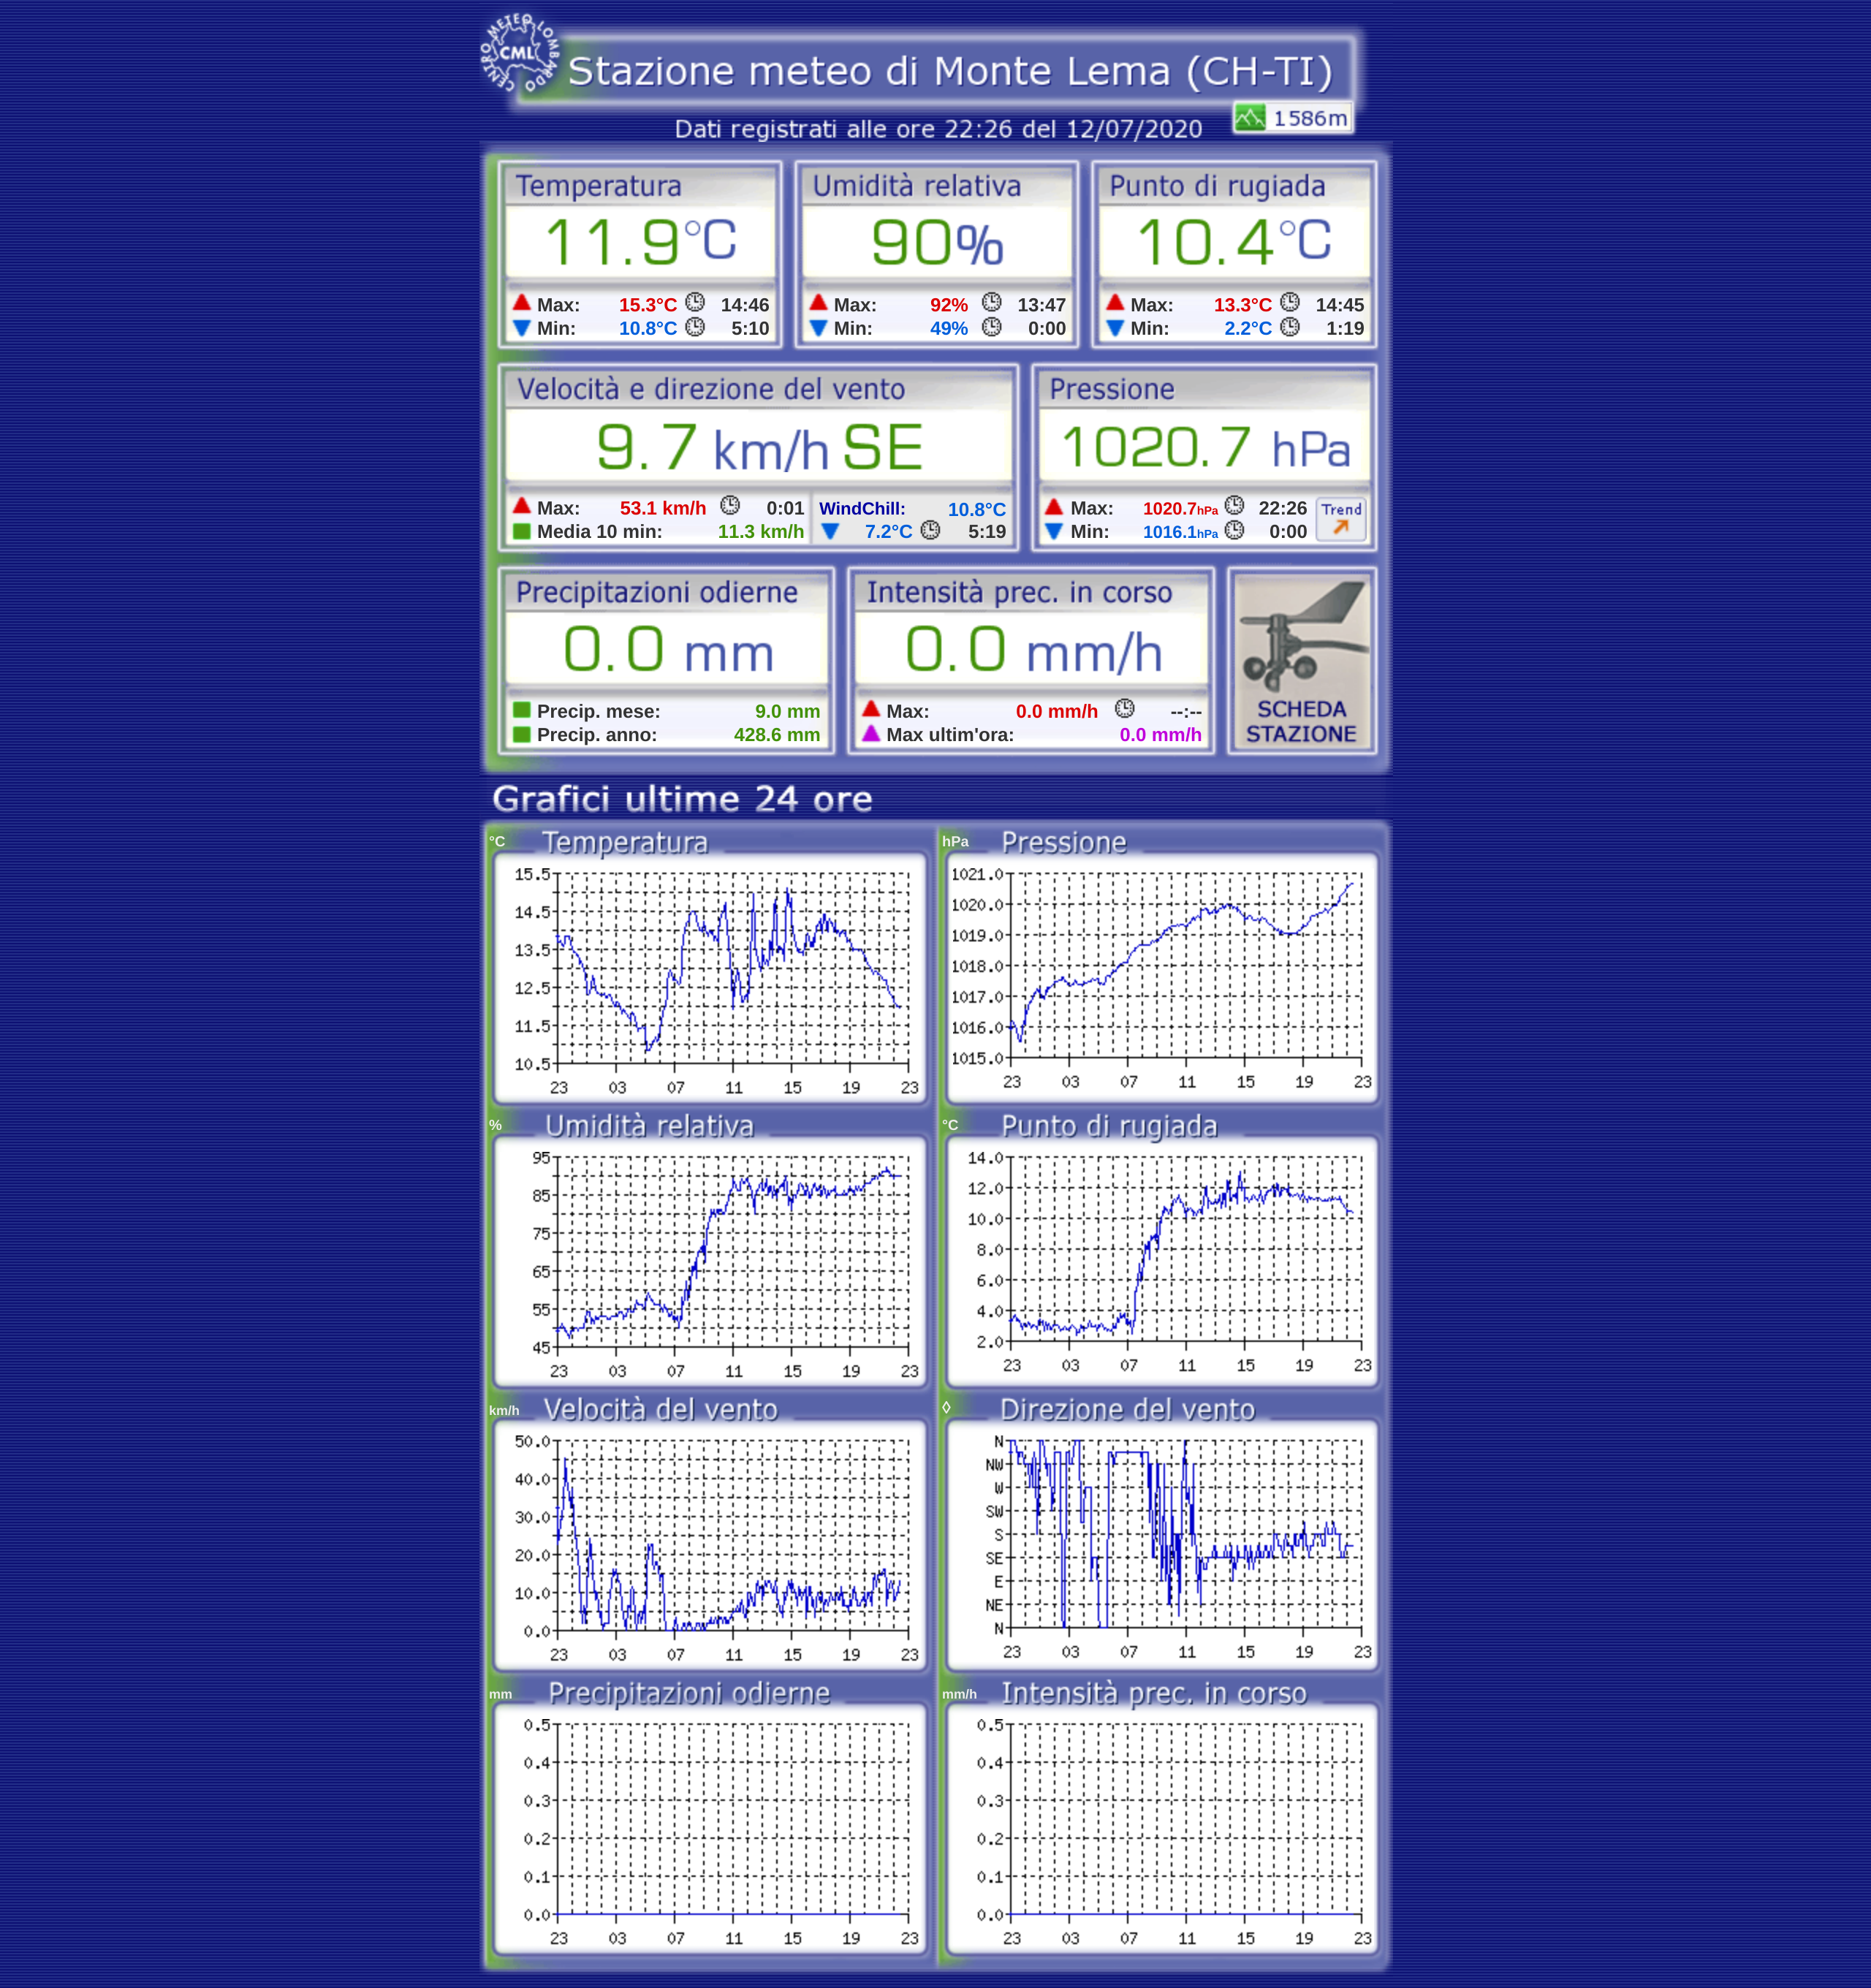 CENTRO METEO LOMBARDO
CML
Stazione meteo di Monte Lema (CH-TI)
1586m
Dati registrati alle ore 22:26 del 12/07/2020
Temperatura
11.9°C
Max: 15.3°C 14:46
Min: 10.8°C 5:10
Umidità relativa
90%
Max: 92% 13:47
Min: 49% 0:00
Punto di rugiada
10.4°C
Max: 13.3°C 14:45
Min: 2.2°C 1:19
Velocità e direzione del vento
9.7 km/h SE
Max: 53.1 km/h 0:01
Media 10 min: 11.3 km/h
WindChill: 10.8°C
7.2°C 5:19
Pressione
1020.7 hPa
Max: 1020.7hPa 22:26
Min: 1016.1hPa 0:00
Trend
Precipitazioni odierne
0.0 mm
Precip. mese: 9.0 mm
Precip. anno: 428.6 mm
Intensità prec. in corso
0.0 mm/h
Max: 0.0 mm/h --:--
Max ultim'ora: 0.0 mm/h
SCHEDA
STAZIONE
Grafici ultime 24 ore
°C Temperatura
15.5
14.5
13.5
12.5
11.5
10.5
23 03 07 11 15 19 23
hPa Pressione
1021.0
1020.0
1019.0
1018.0
1017.0
1016.0
1015.0
23 03 07 11 15 19 23
% Umidità relativa
95
85
75
65
55
45
23 03 07 11 15 19 23
°C Punto di rugiada
14.0
12.0
10.0
8.0
6.0
4.0
2.0
23 03 07 11 15 19 23
km/h Velocità del vento
50.0
40.0
30.0
20.0
10.0
0.0
23 03 07 11 15 19 23
◊ Direzione del vento
N
NW
W
SW
S
SE
E
NE
N
23 03 07 11 15 19 23
mm Precipitazioni odierne
0.5
0.4
0.3
0.2
0.1
0.0
23 03 07 11 15 19 23
mm/h Intensità prec. in corso
0.5
0.4
0.3
0.2
0.1
0.0
23 03 07 11 15 19 23